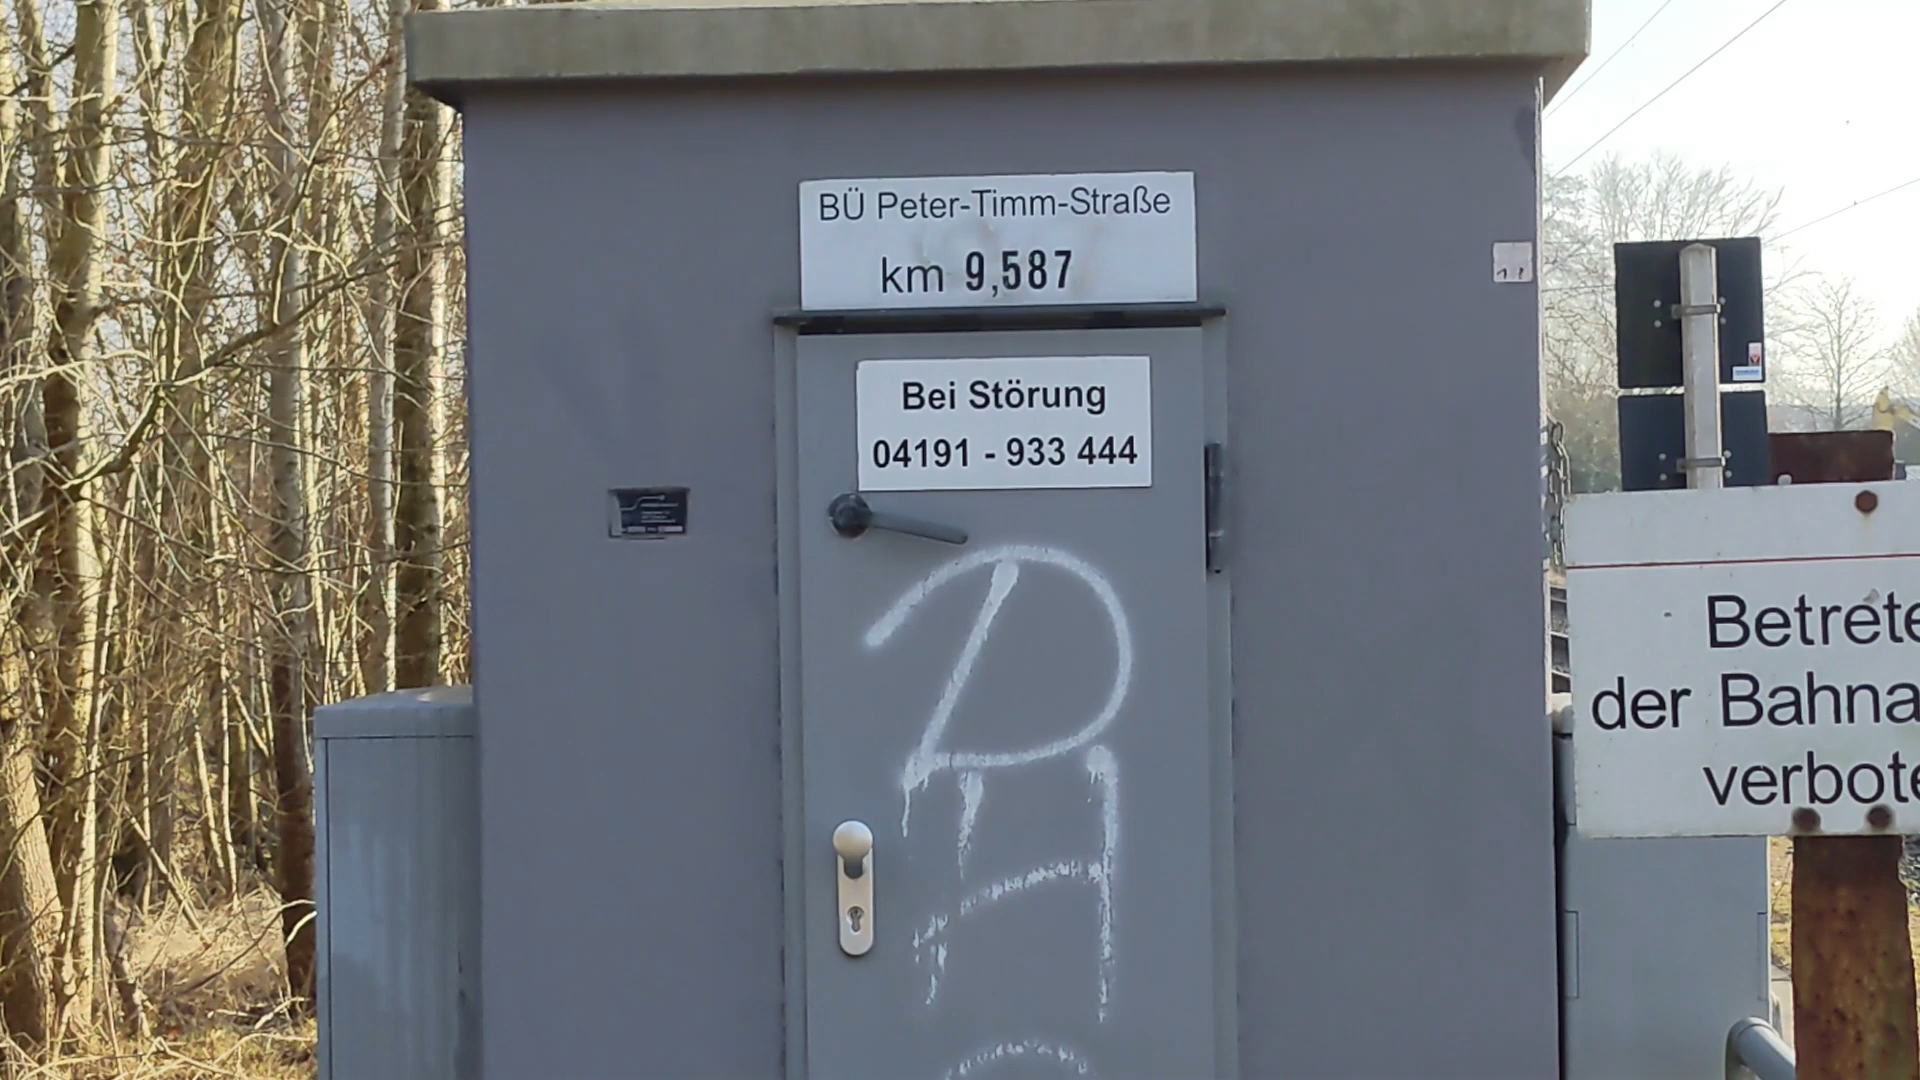 BÜ Peter-Timm-Straße
km 9,587
Bei Störung
04191 - 933 444
Betrete
der Bahna
verbote